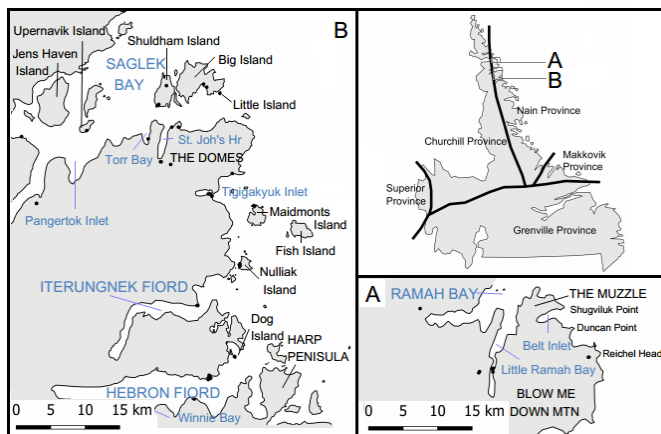 B
Upernavik Island
Shuldham Island
Jens Haven
Island
SAGLEK
BAY
Big Island
Little Island
St. Joh's Hr
Torr Bay
THE DOMES
Tigigakyuk Inlet
Pangertok Inlet
Maidmonts
Island
Fish Island
ITERUNGNEK FIORD
Nulliak
Island
Dog
Island
HARP
PENISULA
HEBRON FIORD
Winnie Bay
0 5 10 15 km
A
B
Nain Province
Churchill Province
Makkovik
Province
Superior
Province
Grenville Province
A
RAMAH BAY
THE MUZZLE
Shugviluk Point
Duncan Point
Belt Inlet
Reichel Head
Little Ramah Bay
BLOW ME
DOWN MTN
0 5 10 15 km